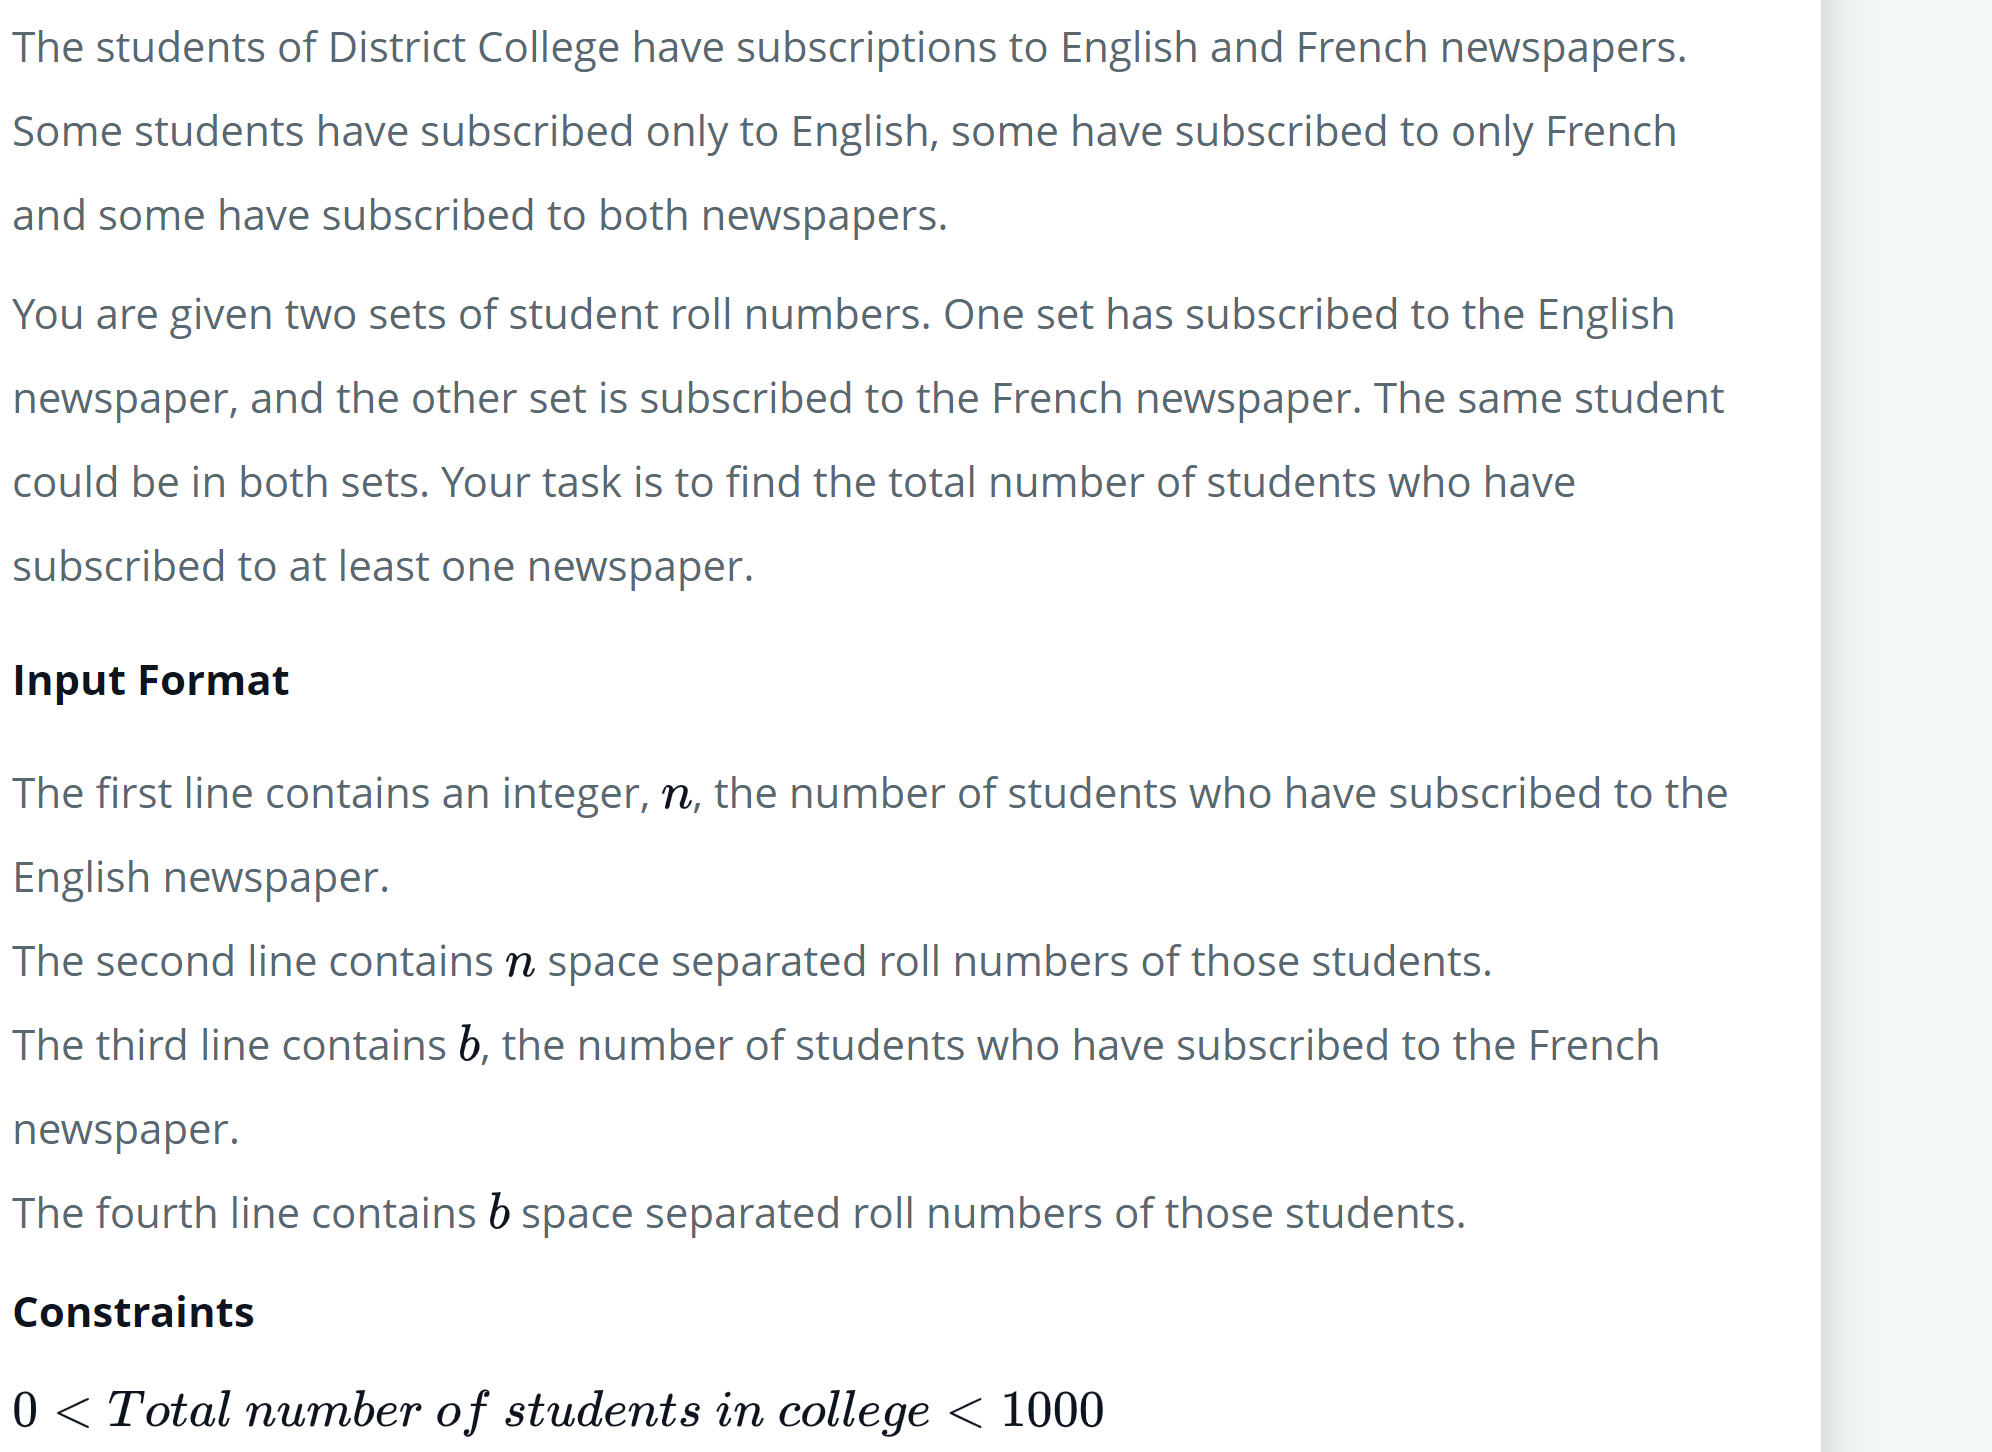 The students of District College have subscriptions to English and French newspapers.
Some students have subscribed only to English, some have subscribed to only French
and some have subscribed to both newspapers.
You are given two sets of student roll numbers. One set has subscribed to the English
newspaper, and the other set is subscribed to the French newspaper. The same student
could be in both sets. Your task is to find the total number of students who have
subscribed to at least one newspaper.
Input Format
The first line contains an integer, n, the number of students who have subscribed to the
English newspaper.
The second line contains n space separated roll numbers of those students.
The third line contains b, the number of students who have subscribed to the French
newspaper.
The fourth line contains b space separated roll numbers of those students.
Constraints
0 < Total number of students in college < 1000